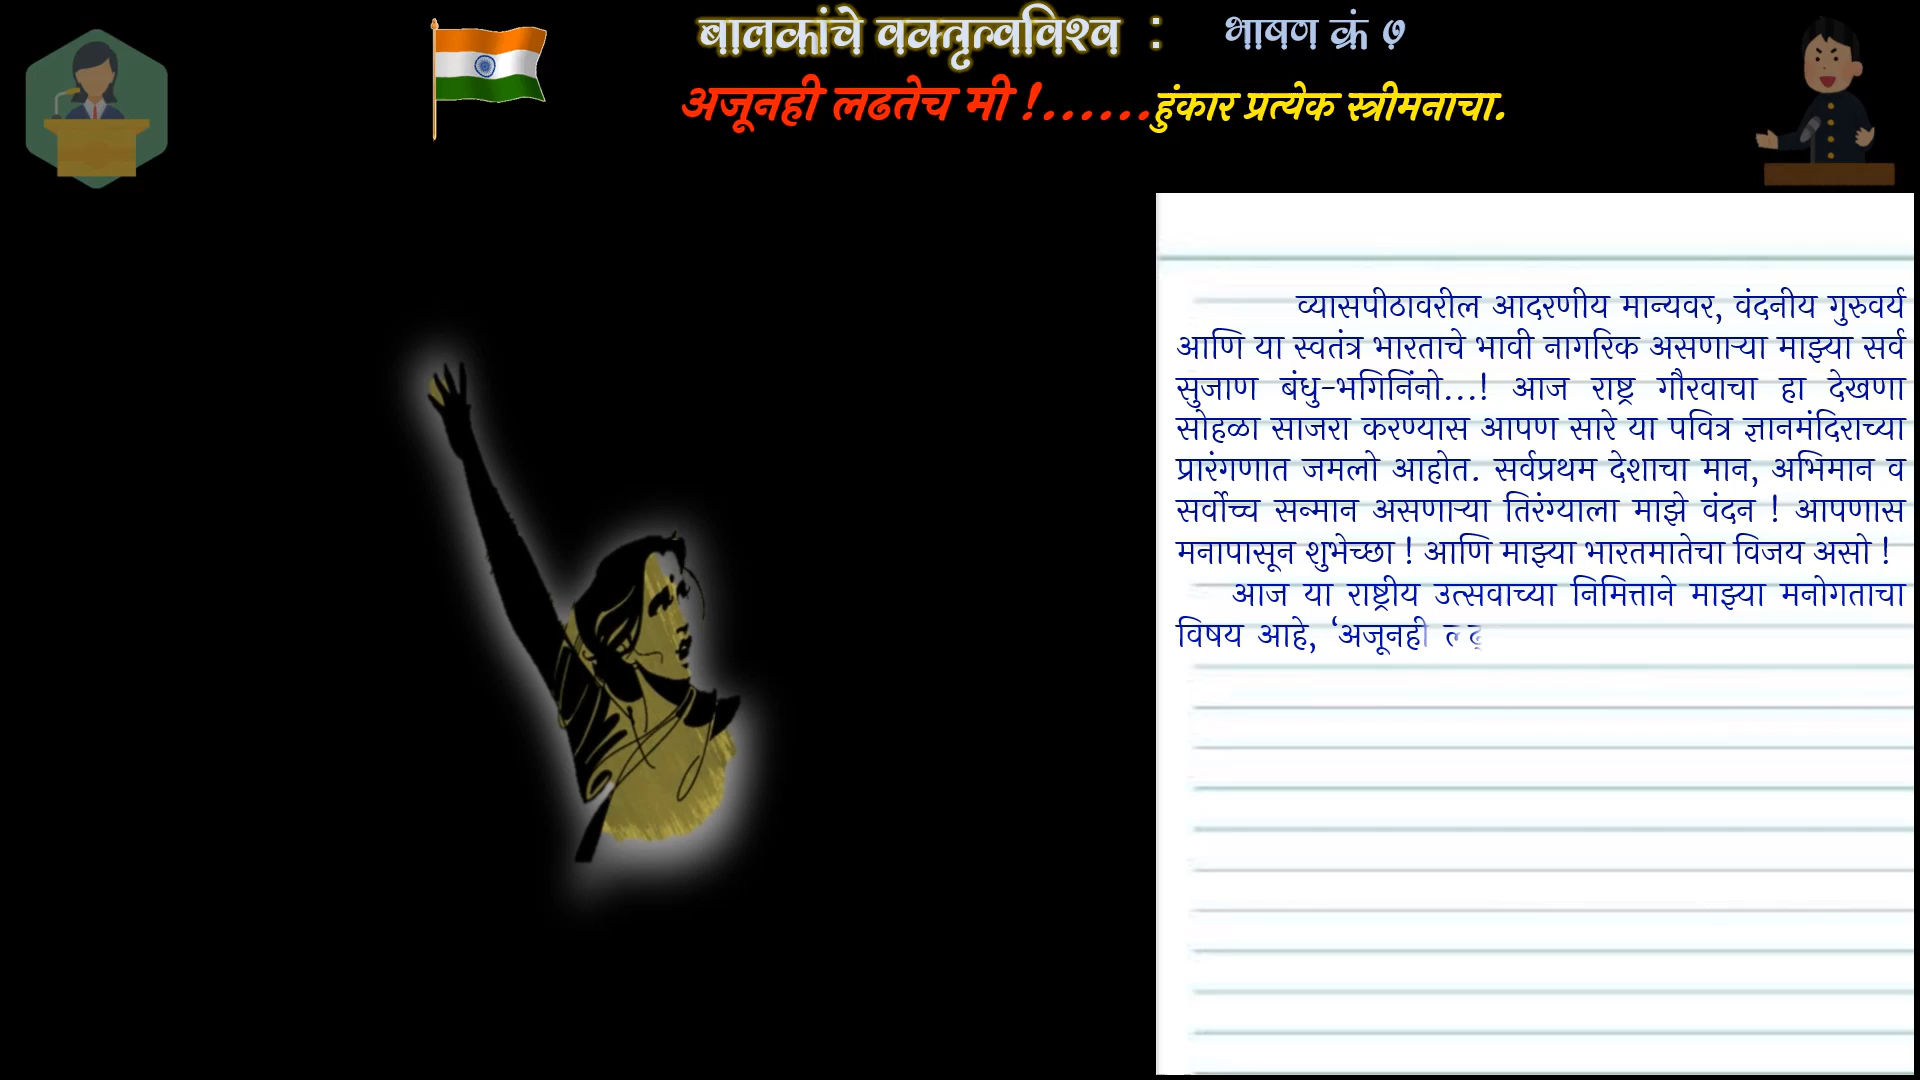 बालकांचे वक्तृत्वविश्व : भाषण क्रं ७
अजूनही लढतेच मी !......हुंकार प्रत्येक स्त्रीमनाचा.
व्यासपीठावरील आदरणीय मान्यवर, वंदनीय गुरुवर्य
आणि या स्वतंत्र भारताचे भावी नागरिक असणाऱ्या माझ्या सर्व
सुजाण बंधु-भगिनिंनो...! आज राष्ट्र गौरवाचा हा देखणा
सोहळा साजरा करण्यास आपण सारे या पवित्र ज्ञानमंदिराच्या
प्रारंगणात जमलो आहोत. सर्वप्रथम देशाचा मान, अभिमान व
सर्वोच्च सन्मान असणाऱ्या तिरंग्याला माझे वंदन ! आपणास
मनापासून शुभेच्छा ! आणि माझ्या भारतमातेचा विजय असो !
आज या राष्ट्रीय उत्सवाच्या निमित्ताने माझ्या मनोगताचा
विषय आहे, ‘अजूनही